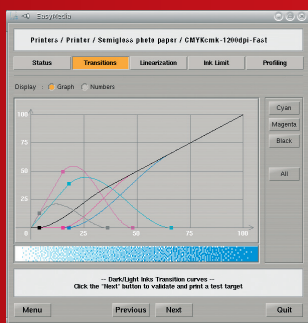 EasyMedia
Printers / Printer / Semigloss photo paper / CMYKcmk-1200dpi-Fast
Status Transitions Linearization Ink Limit Profiling
Display : Graph Numbers
100
75
50
25
0 25 50 75 100
Cyan
Magenta
Black
All
-- Dark/Light Inks Transition curves --
Click the "Next" button to validate and print a test target
Menu Previous Next Quit